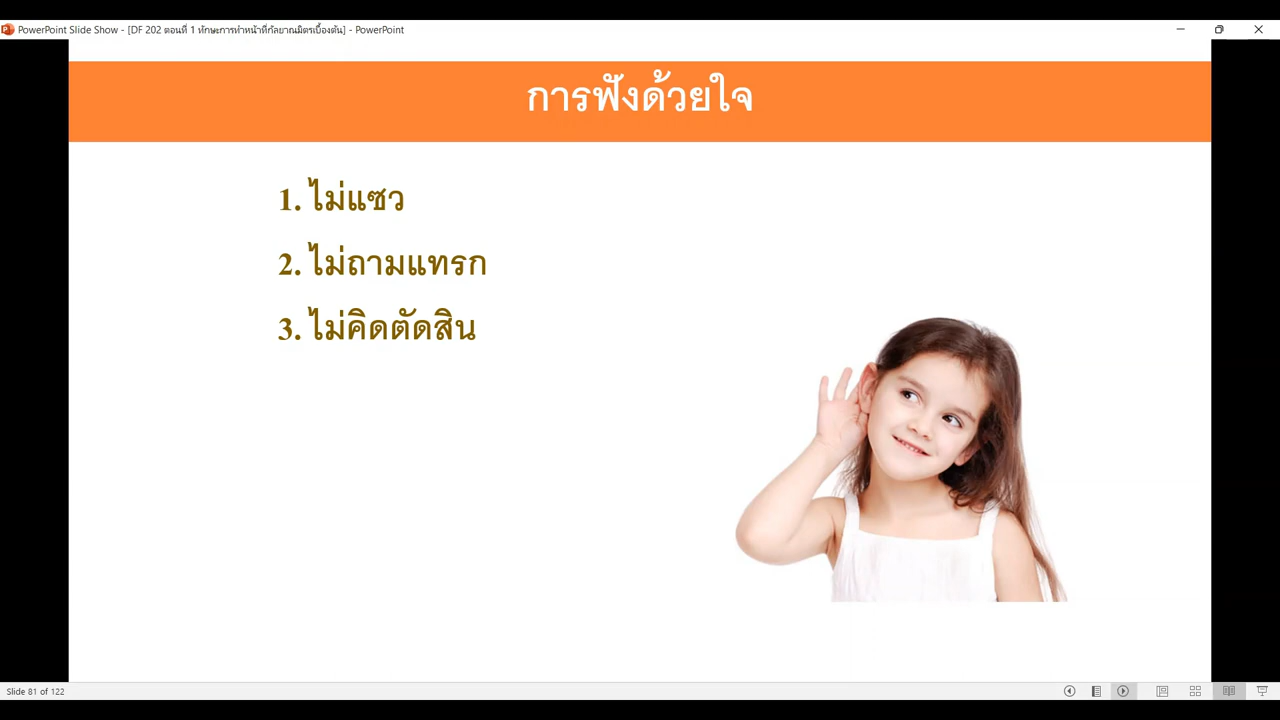 PowerPoint Slide Show - [DF 202 ตอนที่ 1 ทักษะการทำหน้าที่กัลยาณมิตรเบื้องต้น] - PowerPoint
การฟังด้วยใจ
1. ไม่แซว
2. ไม่ถามแทรก
3. ไม่คิดตัดสิน
Slide 81 of 122